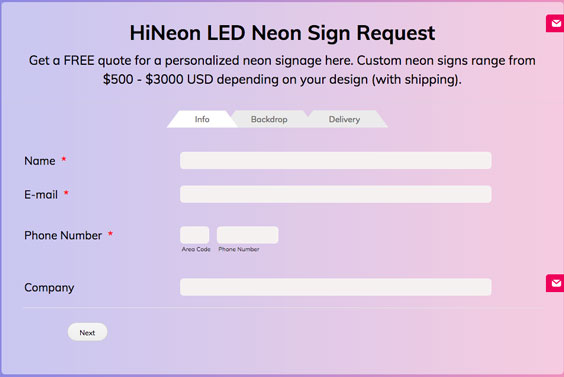 HiNeon LED Neon Sign Request
Get a FREE quote for a personalized neon signage here. Custom neon signs range from
$500 - $3000 USD depending on your design (with shipping).
Info Backdrop Delivery
Name *
E-mail *
Phone Number *
Area Code Phone Number
Company
Next